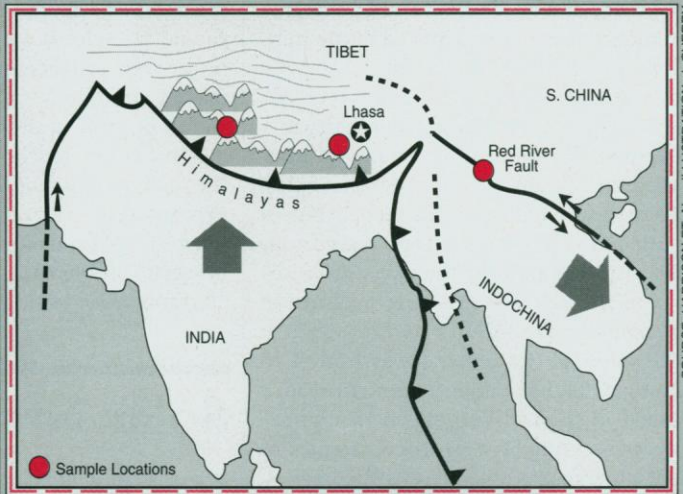 TIBET
S. CHINA
Lhasa
Red River
Fault
Himalayas
INDOCHINA
INDIA
Sample Locations